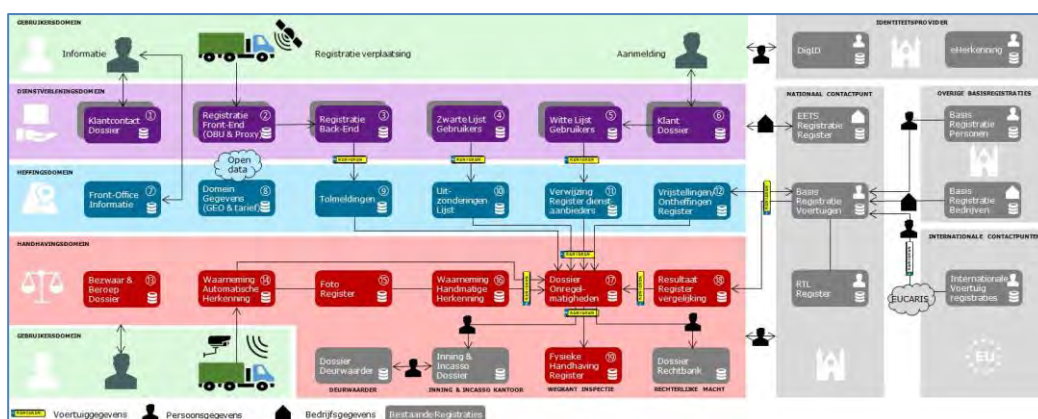 GEBRUIKERSDOMEIN
Informatie
Registratie verplaatsing
Aanmelding
IDENTITEITSPROVIDER
DigID
eHerkenning
DIENSTVERLENINGSDOMEIN
Klantcontact ①
Dossier
Registratie ②
Front-End
(OBU & Proxy)
Registratie ③
Back-End
Zwarte Lijst ④
Gebruikers
Witte Lijst ⑤
Gebruikers
Klant ⑥
Dossier
NATIONAAL CONTACTPUNT
EETS
Registratie
Register
OVERIGE BASISREGISTRATIES
Basis
Registratie
Personen
Open
data
HEFFINGSDOMEIN
Front-Office ⑦
Informatie
Domein ⑧
Gegevens
(GEO & tarief)
Tolmeldingen ⑨
Uit- ⑩
zonderingen
Lijst
Verwijzing ⑪
Register dienst-
aanbieders
Vrijstellingen/ ⑫
Ontheffingen
Register
Basis
Registratie
Voertuigen
Basis
Registratie
Bedrijven
HANDHAVINGSDOMEIN
Bezwaar & ⑬
Beroep
Dossier
Waarneming ⑭
Automatische
Herkenning
Foto ⑮
Register
Waarneming ⑯
Handmatige
Herkenning
Dossier ⑰
Onregel-
matigheden
Resultaat ⑱
Register
vergelijking
RTL
Register
INTERNATIONALE CONTACTPUNTEN
EUCARIS
Internationale
Voertuig
registraties
EU
GEBRUIKERSDOMEIN
Dossier
Deurwaarder
Inning &
Incasso
Dossier
Fysieke ⑲
Handhaving
Register
Dossier
Rechtbank
DEURWAARDER
INNING & INCASSO KANTOOR
WEGKANT INSPECTIE
RECHTERLIJKE MACHT
Voertuiggegevens
Persoonsgegevens
Bedrijfsgegevens
Bestaande Registraties